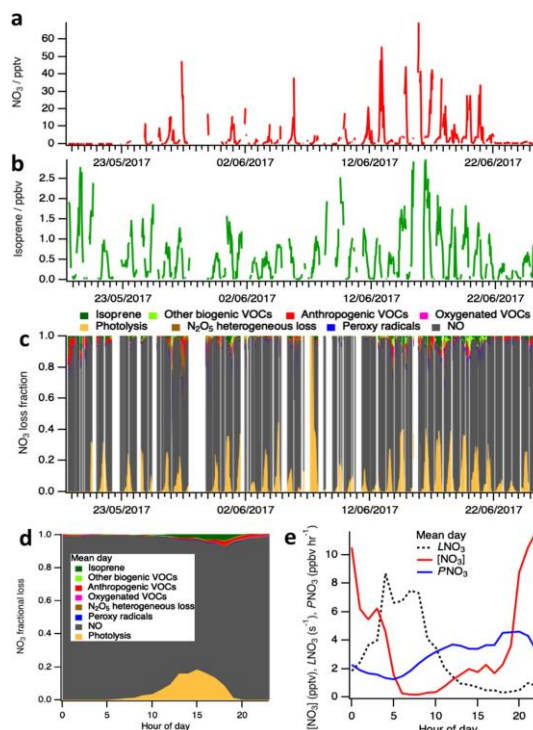 a
NO₃ / pptv
60
50
40
30
20
10
0
23/05/2017 02/06/2017 12/06/2017 22/06/2017
b
Isoprene / ppbv
2.5
2.0
1.5
1.0
0.5
0.0
23/05/2017 02/06/2017 12/06/2017 22/06/2017
Isoprene Other biogenic VOCs Anthropogenic VOCs Oxygenated VOCs
Photolysis N₂O₅ heterogeneous loss Peroxy radicals NO
c
NO₃ loss fraction
1.0
0.8
0.6
0.4
0.2
0.0
23/05/2017 02/06/2017 12/06/2017 22/06/2017
d
NO₃ fractional loss
1.0
0.8
0.6
0.4
0.2
0.0
Mean day
Isoprene
Other biogenic VOCs
Anthropogenic VOCs
Oxygenated VOCs
N₂O₅ heterogeneous loss
Peroxy radicals
NO
Photolysis
0 5 10 15 20
Hour of day
e
[NO₃] (pptv), LNO₃ (s⁻¹), PNO₃ (ppbv hr⁻¹)
10
8
6
4
2
0
Mean day
LNO₃
[NO₃]
PNO₃
0 5 10 15 20
Hour of day